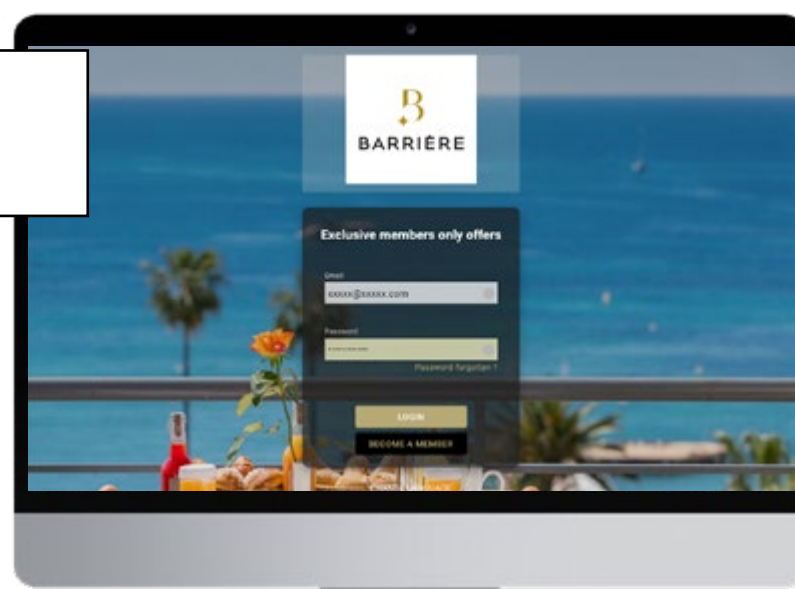 B
BARRIÈRE
Exclusive members only offers
Email
xxxxx@xxxxx.com
Password
Password forgotten ?
LOGIN
BECOME A MEMBER